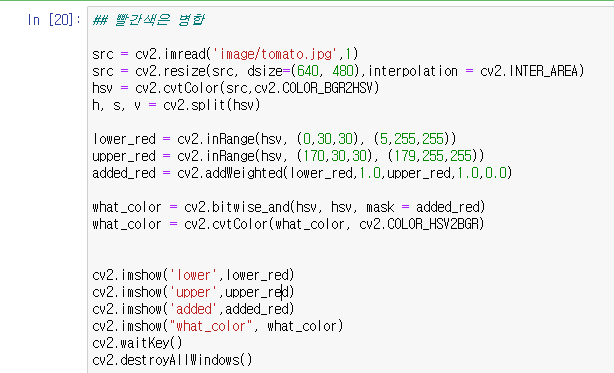 In [20]: ## 빨간색은 병합
src = cv2.imread('image/tomato.jpg',1)
src = cv2.resize(src, dsize=(640, 480),interpolation = cv2.INTER_AREA)
hsv = cv2.cvtColor(src,cv2.COLOR_BGR2HSV)
h, s, v = cv2.split(hsv)
lower_red = cv2.inRange(hsv, (0,30,30), (5,255,255))
upper_red = cv2.inRange(hsv, (170,30,30), (179,255,255))
added_red = cv2.addWeighted(lower_red,1.0,upper_red,1.0,0.0)
what_color = cv2.bitwise_and(hsv, hsv, mask = added_red)
what_color = cv2.cvtColor(what_color, cv2.COLOR_HSV2BGR)
cv2.imshow('lower',lower_red)
cv2.imshow('upper',upper_red)
cv2.imshow('added',added_red)
cv2.imshow("what_color", what_color)
cv2.waitKey()
cv2.destroyAllWindows()